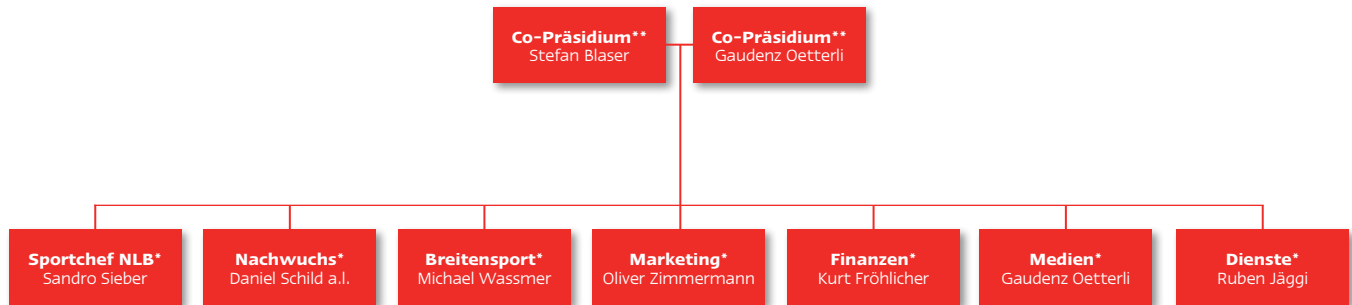 Co-Präsidium**
Stefan Blaser
Co-Präsidium**
Gaudenz Oetterli
Sportchef NLB*
Sandro Sieber
Nachwuchs*
Daniel Schild a.l.
Breitensport*
Michael Wassmer
Marketing*
Oliver Zimmermann
Finanzen*
Kurt Fröhlicher
Medien*
Gaudenz Oetterli
Dienste*
Ruben Jäggi